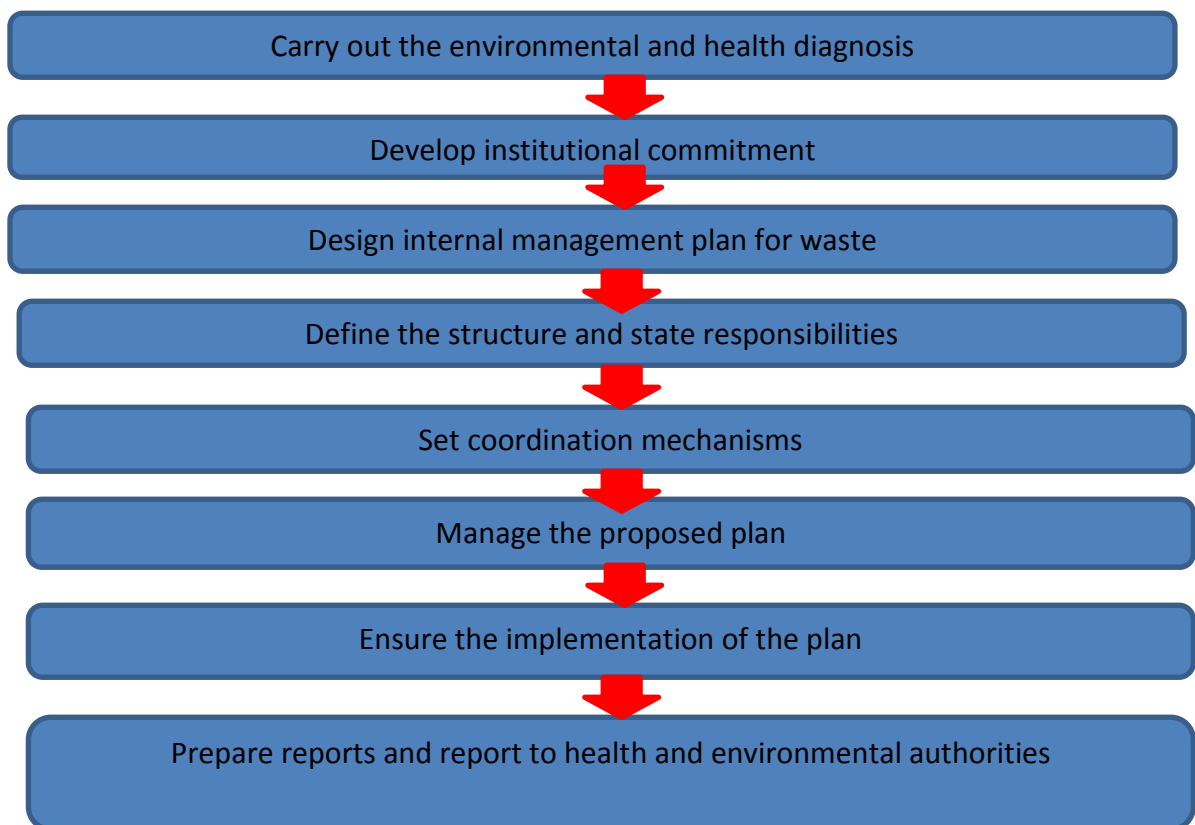 Carry out the environmental and health diagnosis
Develop institutional commitment
Design internal management plan for waste
Define the structure and state responsibilities
Set coordination mechanisms
Manage the proposed plan
Ensure the implementation of the plan
Prepare reports and report to health and environmental authorities